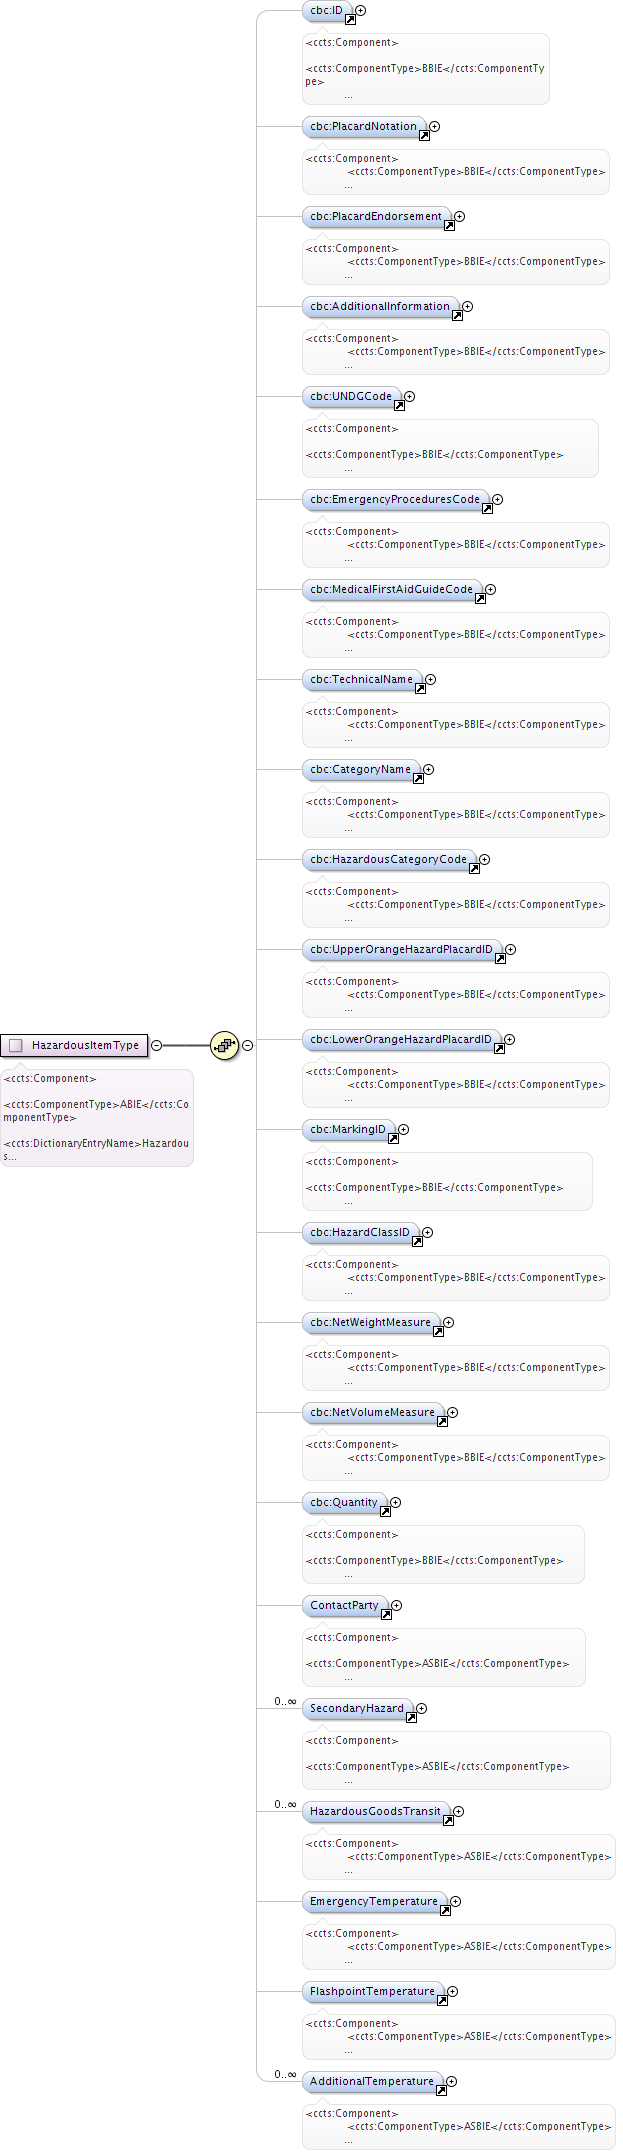 cbc:ID
<ccts:Component>
<ccts:ComponentType>BBIE</ccts:ComponentTy
pe>
...
cbc:PlacardNotation
<ccts:Component>
<ccts:ComponentType>BBIE</ccts:ComponentType>
...
cbc:PlacardEndorsement
<ccts:Component>
<ccts:ComponentType>BBIE</ccts:ComponentType>
...
cbc:AdditionalInformation
<ccts:Component>
<ccts:ComponentType>BBIE</ccts:ComponentType>
...
cbc:UNDGCode
<ccts:Component>
<ccts:ComponentType>BBIE</ccts:ComponentType>
...
cbc:EmergencyProceduresCode
<ccts:Component>
<ccts:ComponentType>BBIE</ccts:ComponentType>
...
cbc:MedicalFirstAidGuideCode
<ccts:Component>
<ccts:ComponentType>BBIE</ccts:ComponentType>
...
cbc:TechnicalName
<ccts:Component>
<ccts:ComponentType>BBIE</ccts:ComponentType>
...
cbc:CategoryName
<ccts:Component>
<ccts:ComponentType>BBIE</ccts:ComponentType>
...
cbc:HazardousCategoryCode
<ccts:Component>
<ccts:ComponentType>BBIE</ccts:ComponentType>
...
cbc:UpperOrangeHazardPlacardID
<ccts:Component>
<ccts:ComponentType>BBIE</ccts:ComponentType>
...
HazardousItemType
<ccts:Component>
<ccts:ComponentType>ABIE</ccts:Co
mponentType>
<ccts:DictionaryEntryName>Hazardou
s...
cbc:LowerOrangeHazardPlacardID
<ccts:Component>
<ccts:ComponentType>BBIE</ccts:ComponentType>
...
cbc:MarkingID
<ccts:Component>
<ccts:ComponentType>BBIE</ccts:ComponentType>
...
cbc:HazardClassID
<ccts:Component>
<ccts:ComponentType>BBIE</ccts:ComponentType>
...
cbc:NetWeightMeasure
<ccts:Component>
<ccts:ComponentType>BBIE</ccts:ComponentType>
...
cbc:NetVolumeMeasure
<ccts:Component>
<ccts:ComponentType>BBIE</ccts:ComponentType>
...
cbc:Quantity
<ccts:Component>
<ccts:ComponentType>BBIE</ccts:ComponentType>
...
ContactParty
<ccts:Component>
<ccts:ComponentType>ASBIE</ccts:ComponentType>
...
0..∞ SecondaryHazard
<ccts:Component>
<ccts:ComponentType>ASBIE</ccts:ComponentType>
...
0..∞ HazardousGoodsTransit
<ccts:Component>
<ccts:ComponentType>ASBIE</ccts:ComponentType>
...
EmergencyTemperature
<ccts:Component>
<ccts:ComponentType>ASBIE</ccts:ComponentType>
...
FlashpointTemperature
<ccts:Component>
<ccts:ComponentType>ASBIE</ccts:ComponentType>
...
0..∞ AdditionalTemperature
<ccts:Component>
<ccts:ComponentType>ASBIE</ccts:ComponentType>
...